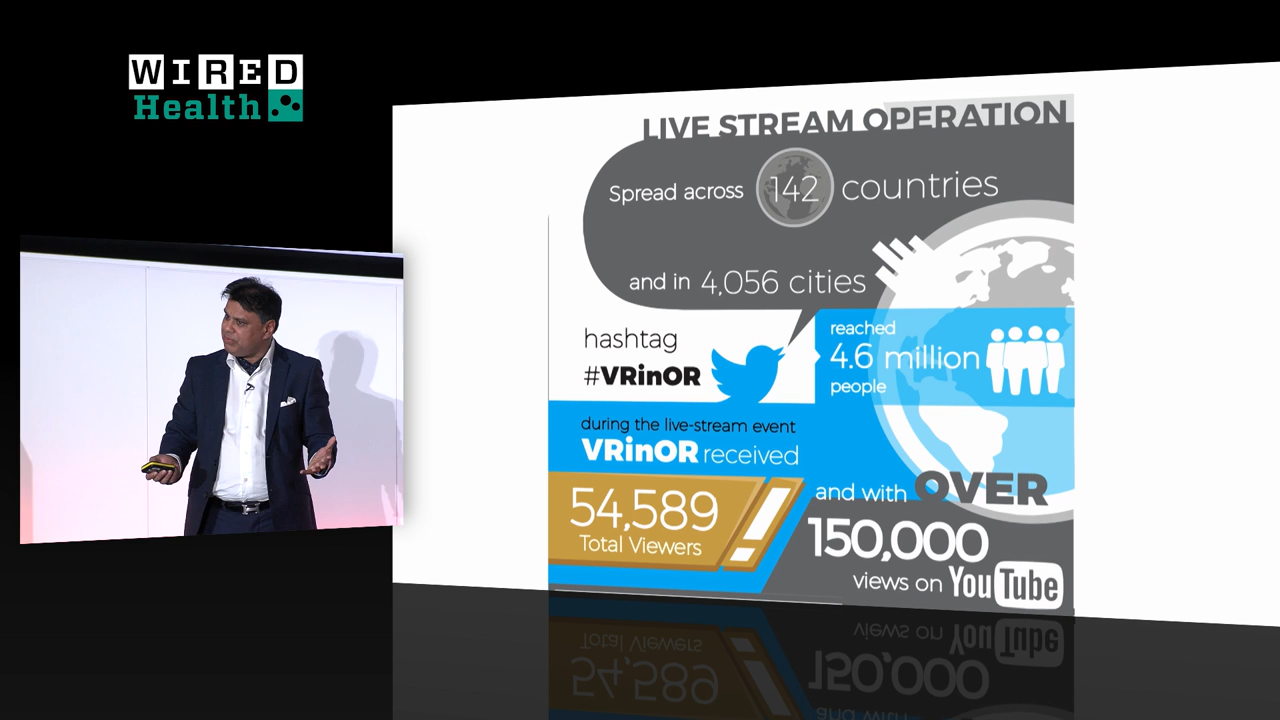 WIRED
Health
LIVE STREAM OPERATION
Spread across 142 countries
and in 4,056 cities
hashtag
#VRinOR
reached
4.6 million
people
during the live-stream event
VRinOR received
54,589
Total Viewers
and with OVER
150,000
views on YouTube